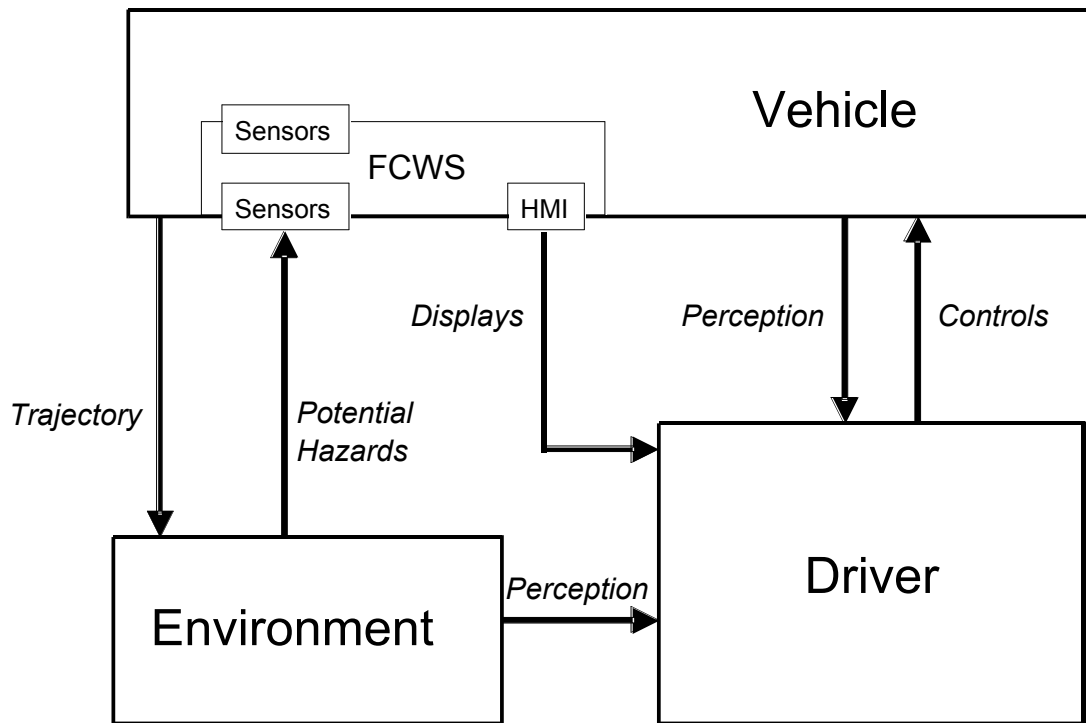 Vehicle
Sensors
FCWS
Sensors
HMI
Displays
Perception
Controls
Trajectory
Potential
Hazards
Perception
Driver
Environment